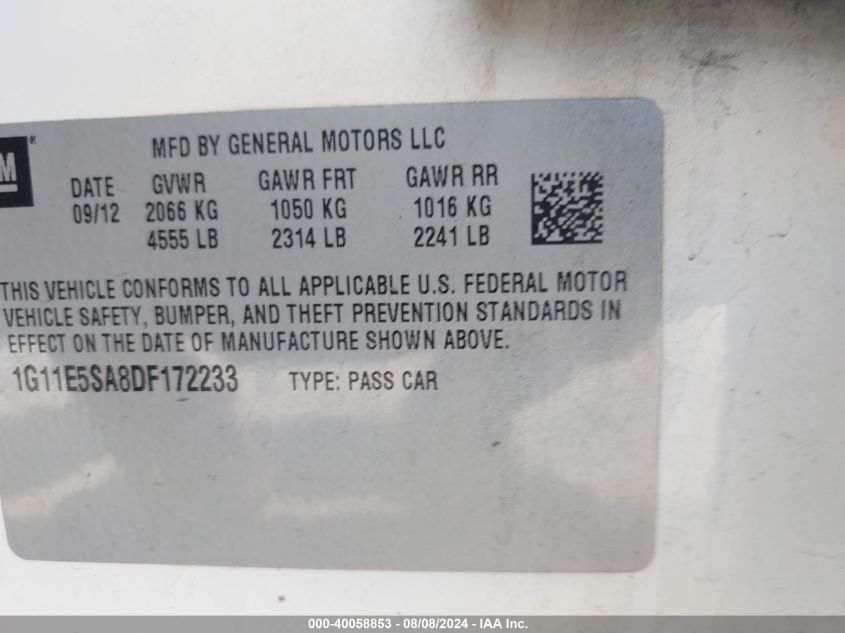 M ®
MFD BY GENERAL MOTORS LLC
DATE GVWR GAWR FRT GAWR RR
09/12 2066 KG 1050 KG 1016 KG
4555 LB 2314 LB 2241 LB
THIS VEHICLE CONFORMS TO ALL APPLICABLE U.S. FEDERAL MOTOR
VEHICLE SAFETY, BUMPER, AND THEFT PREVENTION STANDARDS IN
EFFECT ON THE DATE OF MANUFACTURE SHOWN ABOVE.
1G11E5SA8DF172233 TYPE: PASS CAR
000-40058853 - 08/08/2024 - IAA Inc.